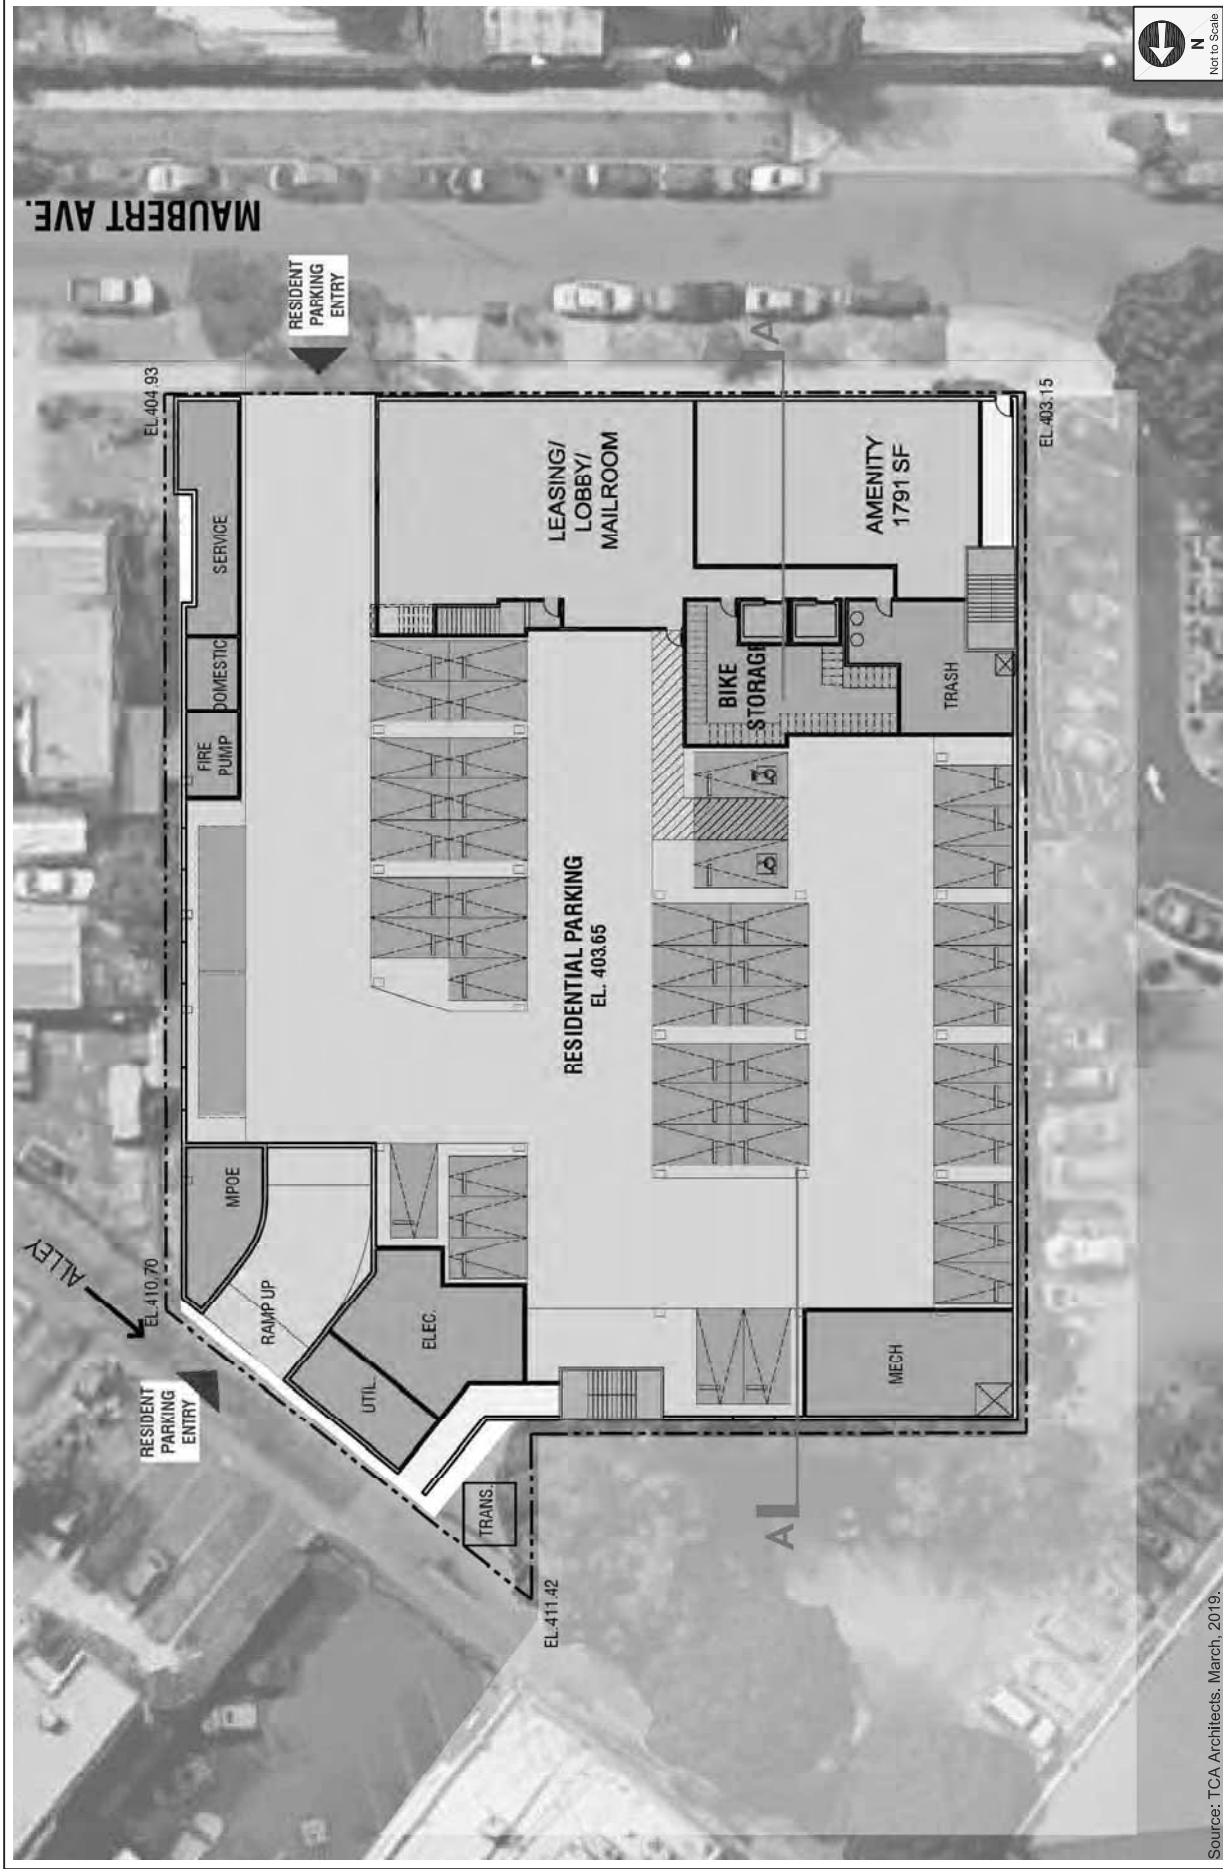 MAUBERT AVE.
N
Not to Scale
RESIDENT
PARKING
ENTRY
EL.404.93
EL.403.15
SERVICE
DOMESTIC
FIRE
PUMP
LEASING/
LOBBY/
MAILROOM
AMENITY
1791 SF
BIKE
STORAGE
TRASH
A
RESIDENTIAL PARKING
EL. 403.65
MPOE
RAMP UP
ELEC.
UTIL.
MECH
TRANS.
ALLEY
EL.410.70
RESIDENT
PARKING
ENTRY
EL.411.42
A
Source: TCA Architects. March, 2019.